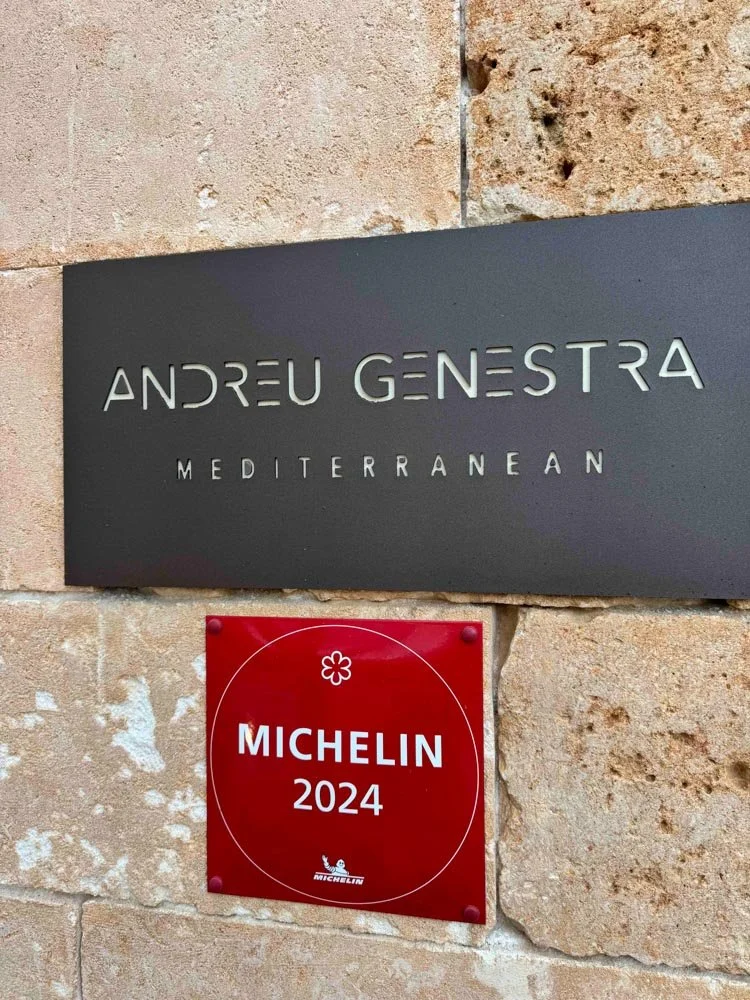 ANDREU GENESTRA
MEDITERRANEAN
MICHELIN
2024
MICHELIN